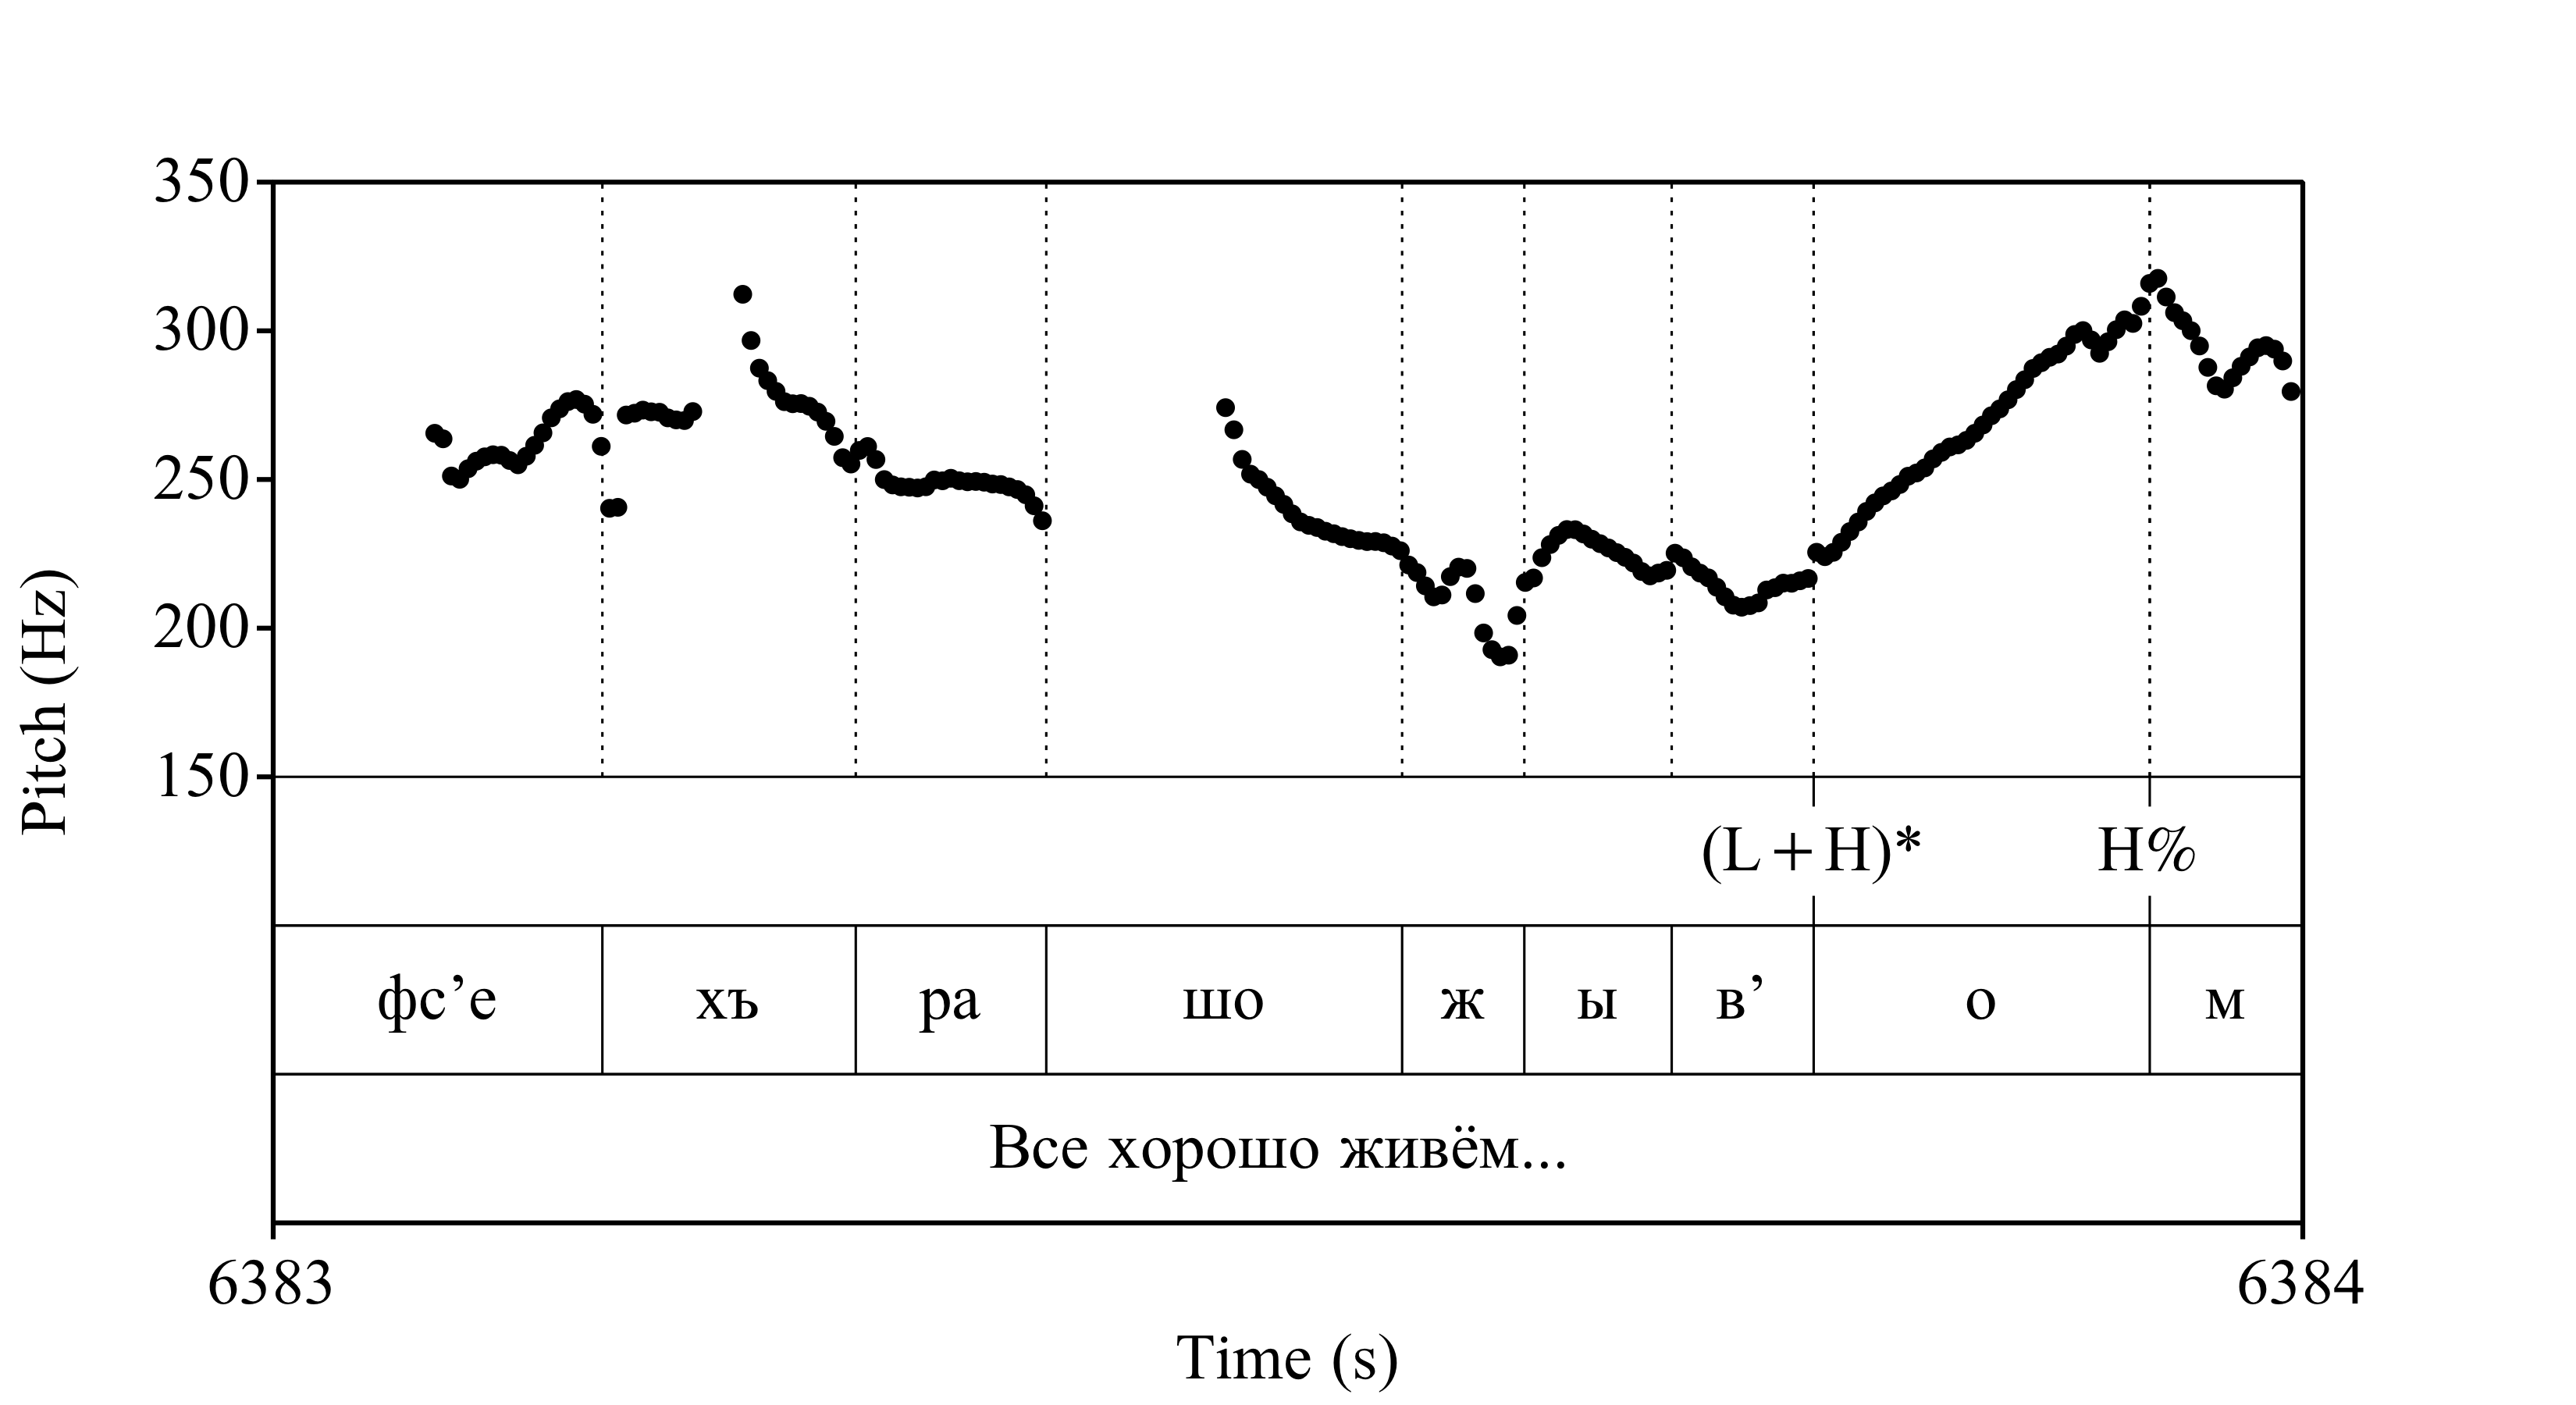 350
300
250
200
150
Pitch (Hz)
(L + H)* H%
фс’е хъ ра шо ж ы в’ о м
Все хорошо живём...
6383 6384
Time (s)